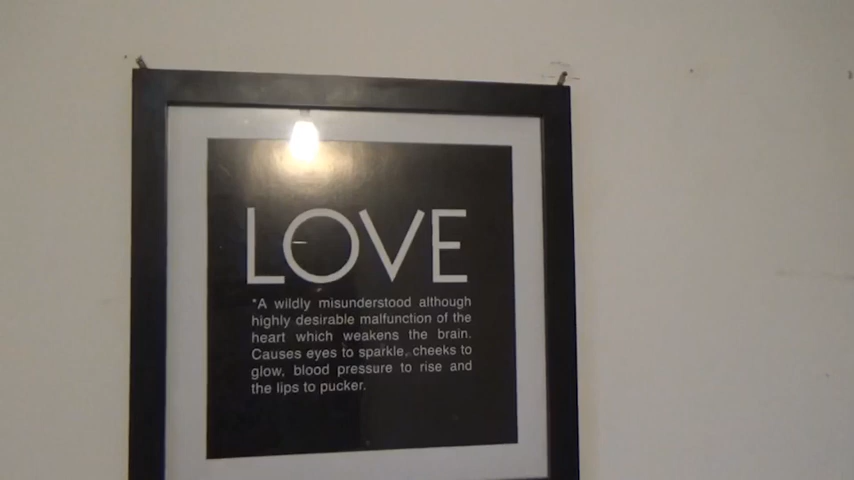 LOVE
*A wildly misunderstood although
highly desirable malfunction of the
heart which weakens the brain.
Causes eyes to sparkle, cheeks to
glow, blood pressure to rise and
the lips to pucker.